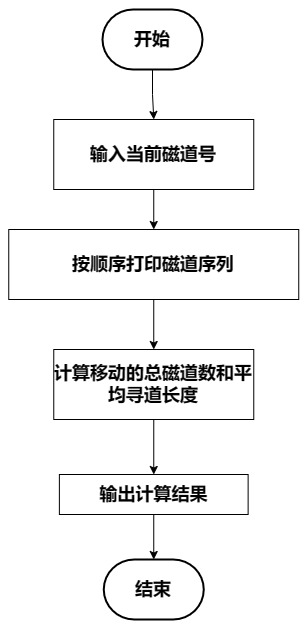 开始
输入当前磁道号
按顺序打印磁道序列
计算移动的总磁道数和平
均寻道长度
输出计算结果
结束